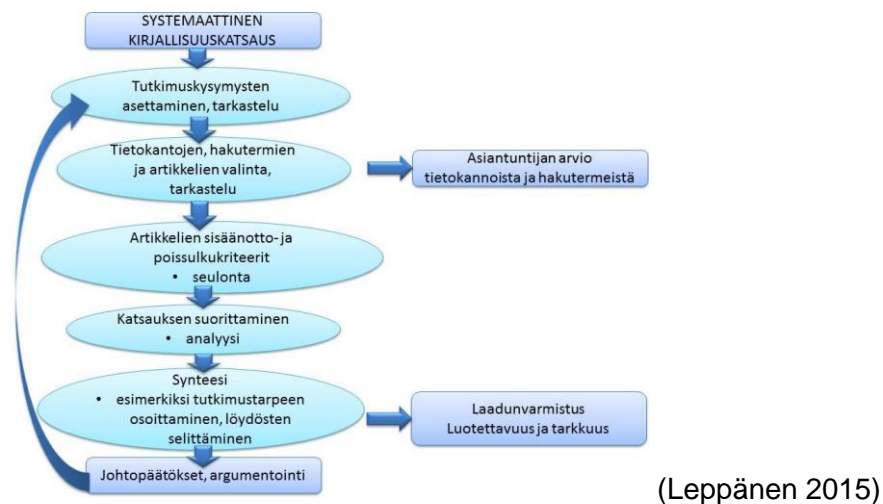 SYSTEMAATTINEN
KIRJALLISUUSKATSAUS
Tutkimuskysymysten
asettaminen, tarkastelu
Tietokantojen, hakutermien
ja artikkelien valinta,
tarkastelu
Asiantuntijan arvio
tietokannoista ja hakutermeistä
Artikkelien sisäänotto- ja
poissulkukriteerit
• seulonta
Katsauksen suorittaminen
• analyysi
Synteesi
• esimerkiksi tutkimustarpeen
osoittaminen, löydösten
selittäminen
Laadunvarmistus
Luotettavuus ja tarkkuus
Johtopäätökset, argumentointi
(Leppänen 2015)